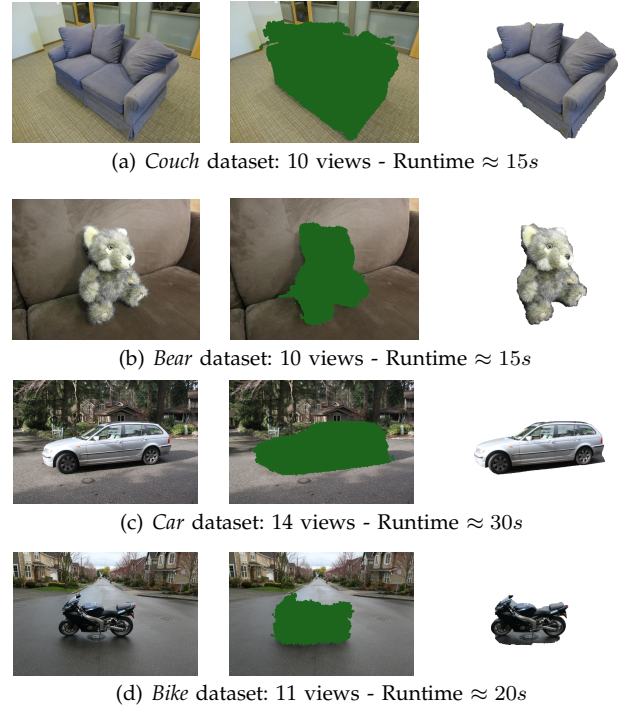 (a) Couch dataset: 10 views - Runtime ≈ 15s
(b) Bear dataset: 10 views - Runtime ≈ 15s
(c) Car dataset: 14 views - Runtime ≈ 30s
(d) Bike dataset: 11 views - Runtime ≈ 20s